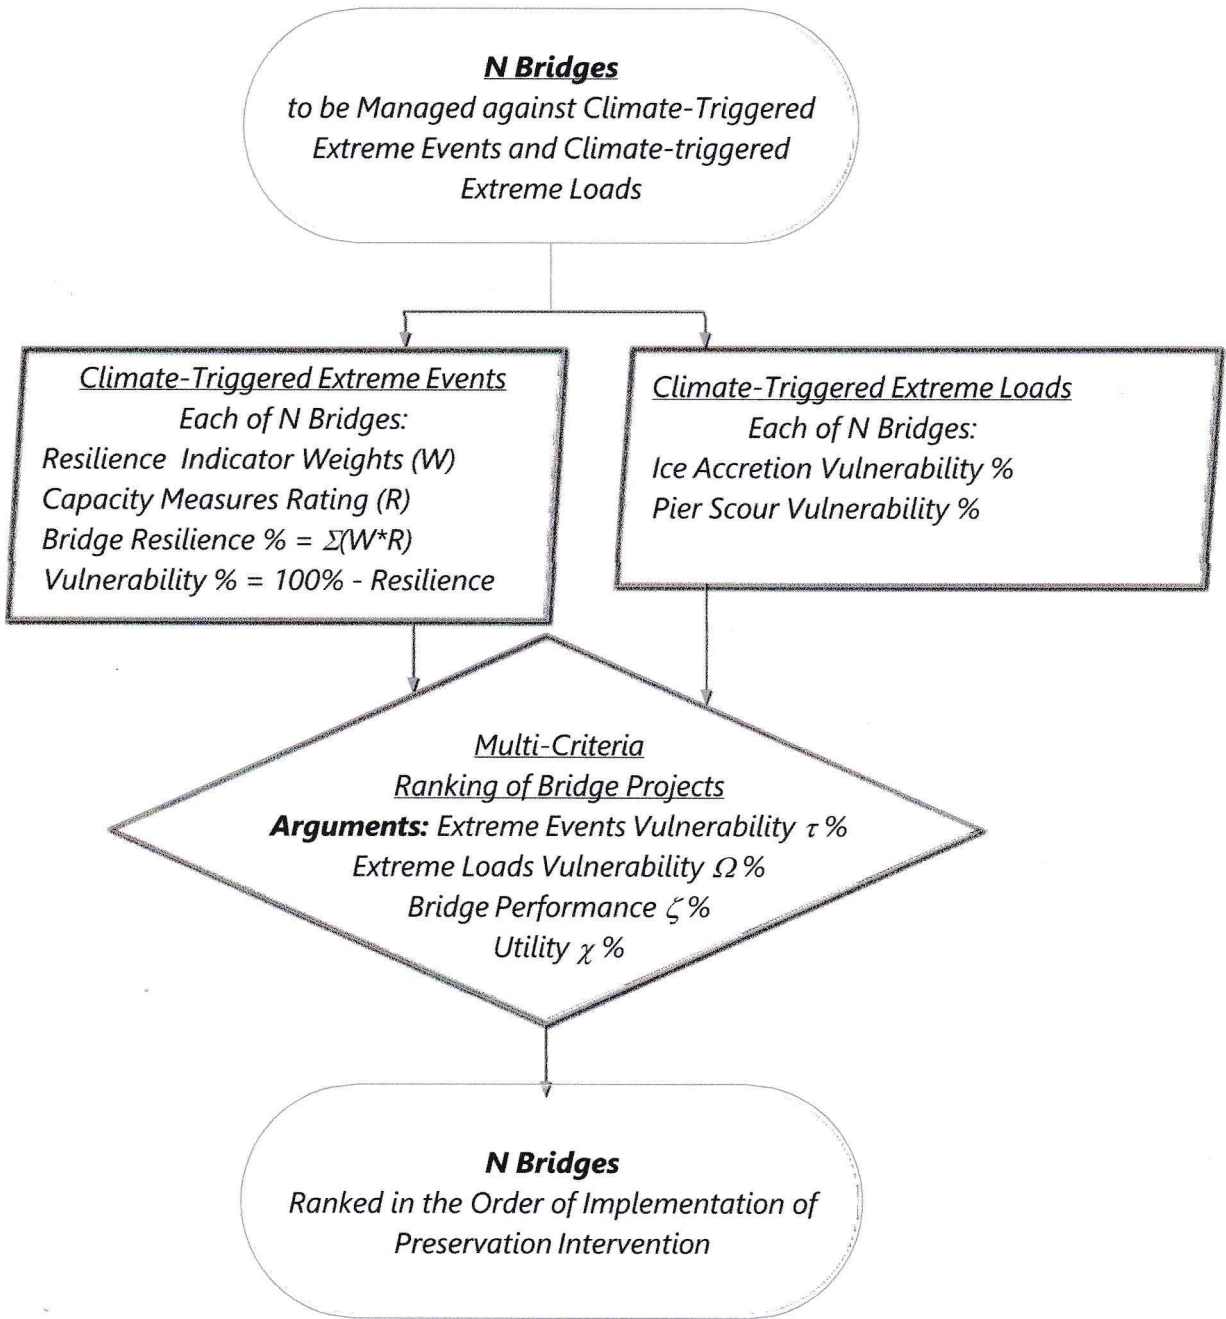 N Bridges
to be Managed against Climate-Triggered
Extreme Events and Climate-triggered
Extreme Loads
Climate-Triggered Extreme Events
Each of N Bridges:
Resilience Indicator Weights (W)
Capacity Measures Rating (R)
Bridge Resilience % = Σ(W*R)
Vulnerability % = 100% - Resilience
Climate-Triggered Extreme Loads
Each of N Bridges:
Ice Accretion Vulnerability %
Pier Scour Vulnerability %
Multi-Criteria
Ranking of Bridge Projects
Arguments: Extreme Events Vulnerability τ %
Extreme Loads Vulnerability Ω %
Bridge Performance ζ %
Utility χ %
N Bridges
Ranked in the Order of Implementation of
Preservation Intervention